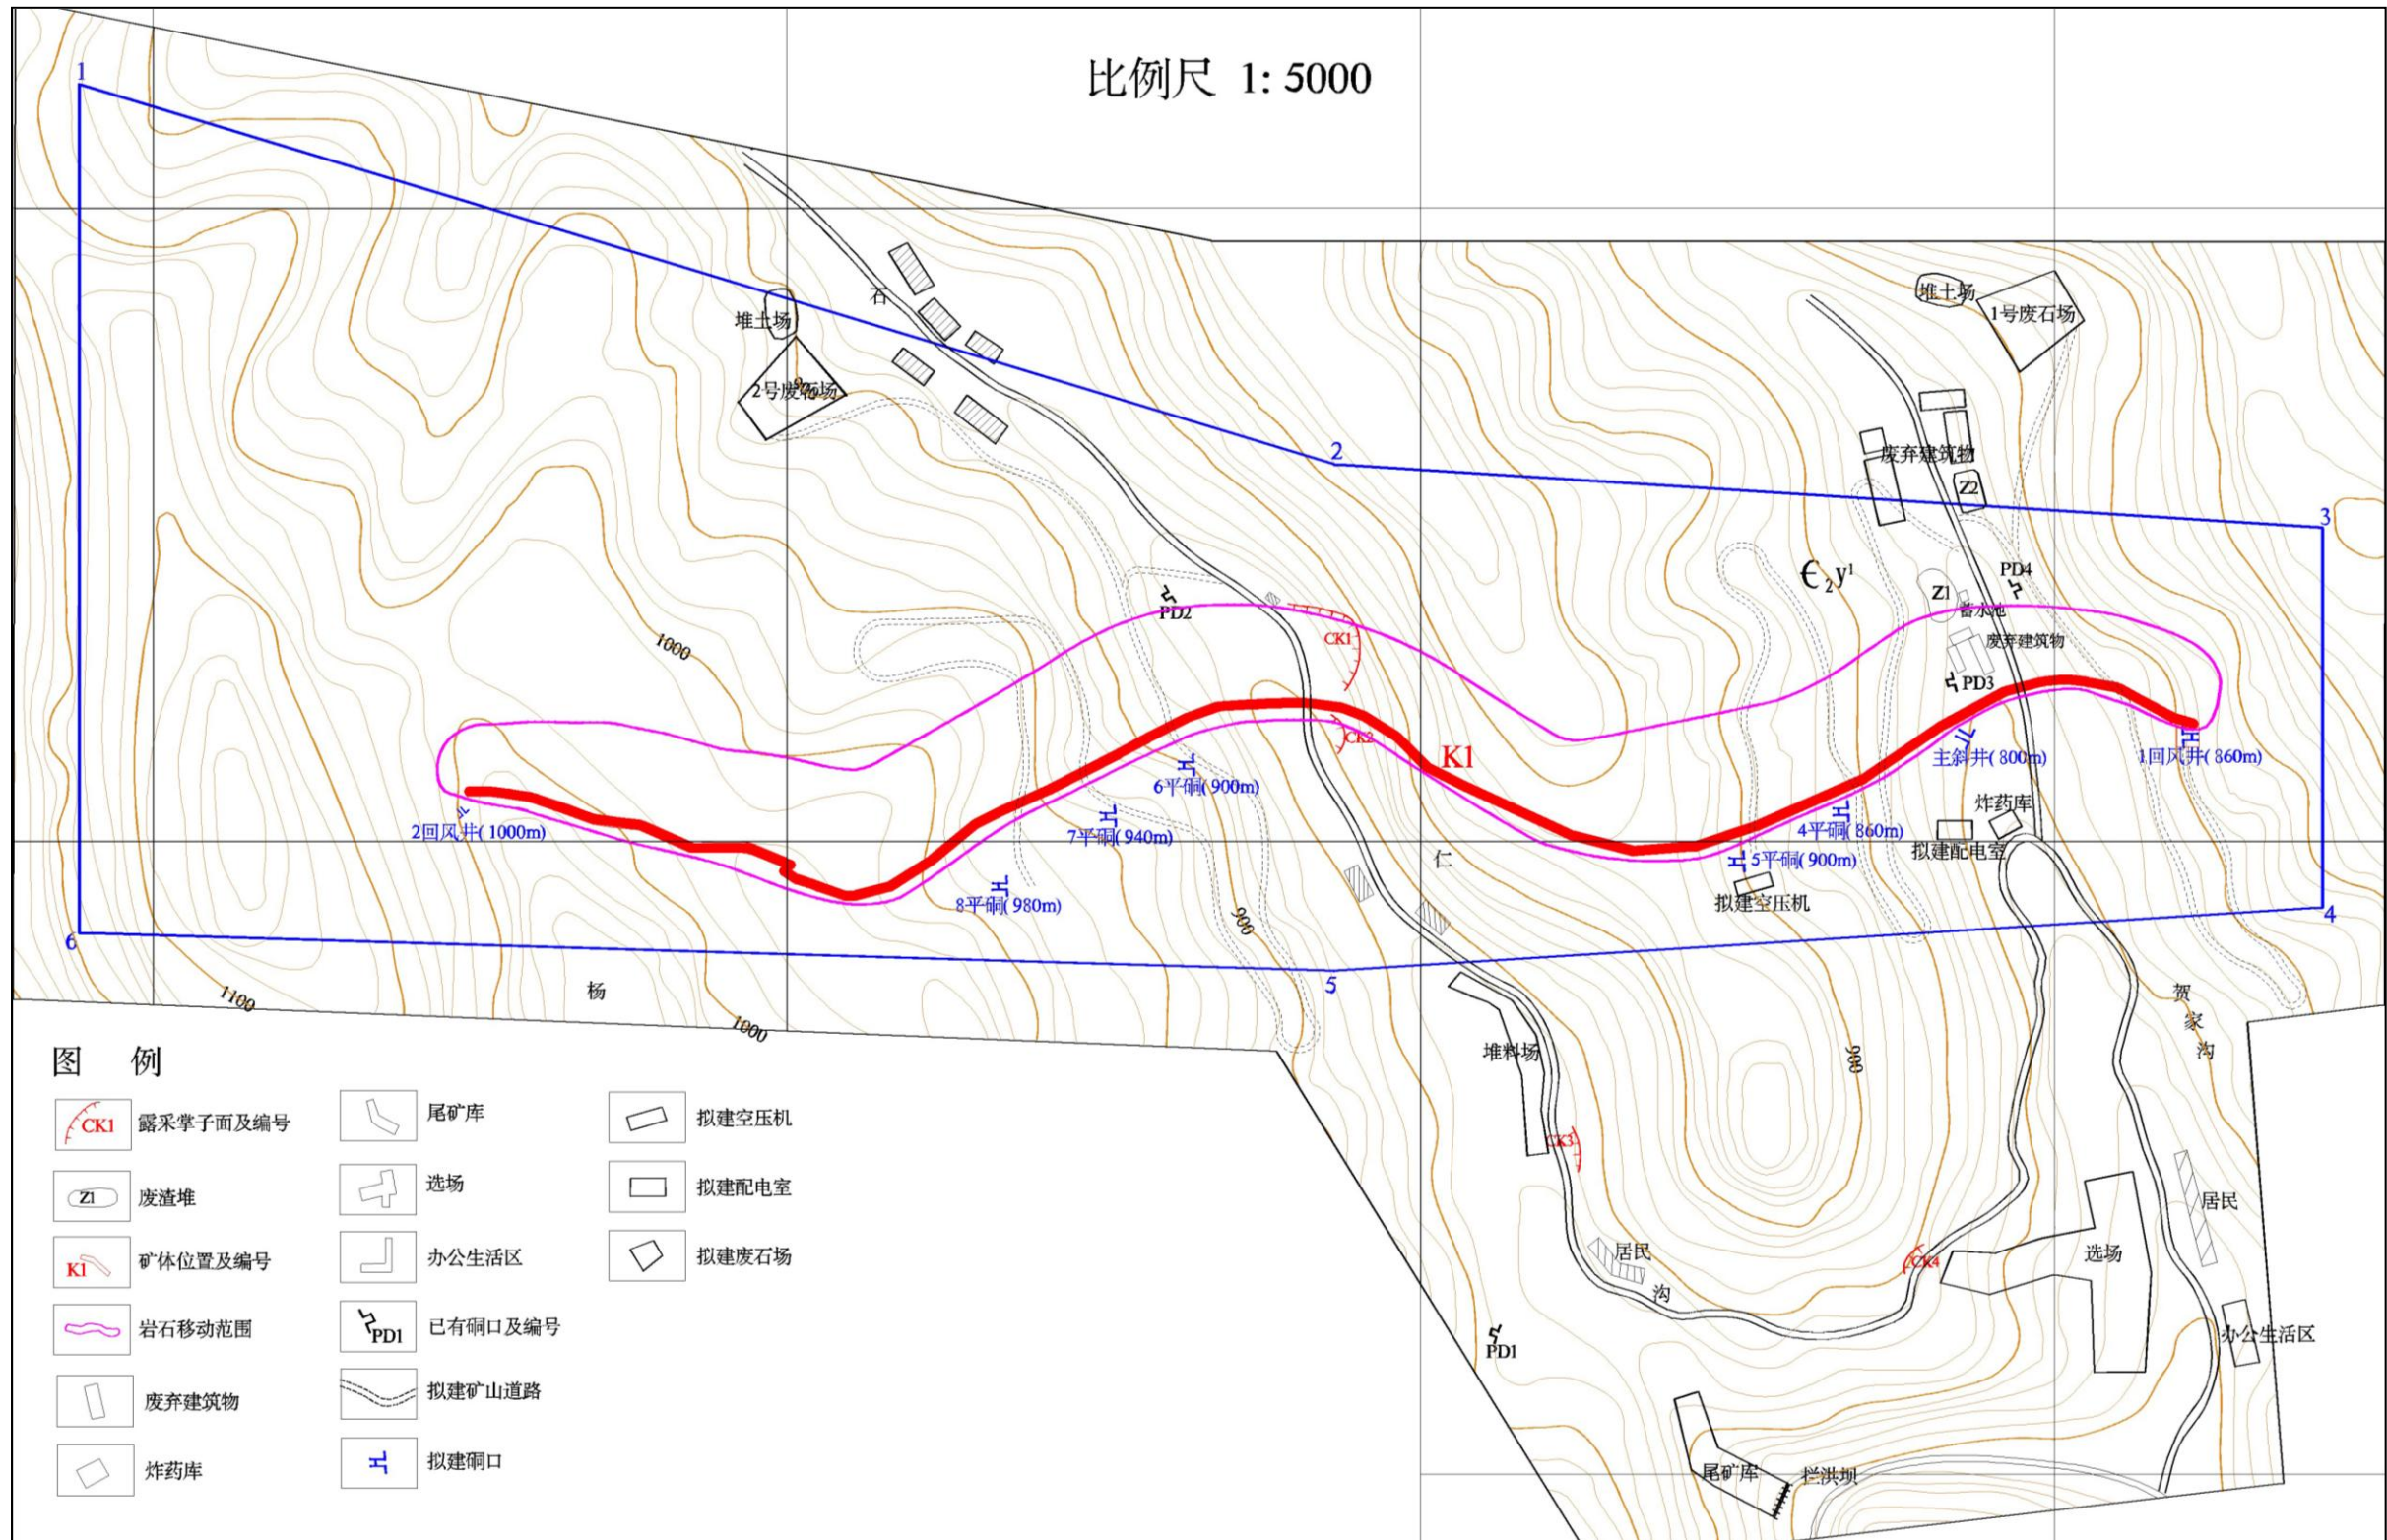 比例尺 1: 5000
1
石
堆土场
2号废石场
堆土场
1号废石场
2
废弃建筑物
Z2
3
PD4
Є₂y¹
Z1
蓄水池
PD2
CK1
废弃建筑物
1000
PD3
CK2
K1
主斜井(800m)
1回风井(860m)
6平硐(900m)
炸药库
2回风井(1000m)
7平硐(940m)
4平硐(860m)
拟建配电室
仁
5平硐(900m)
8平硐(980m)
拟建空压机
900
4
6
5
杨
1100
1000
贺家沟
堆料场
900
CK3
居民
居民
选场
CK4
沟
办公生活区
PD1
尾矿库
拦洪坝
图 例
CK1 露采掌子面及编号
Z1 废渣堆
K1 矿体位置及编号
岩石移动范围
废弃建筑物
炸药库
尾矿库
选场
办公生活区
PD1 已有硐口及编号
拟建矿山道路
拟建硐口
拟建空压机
拟建配电室
拟建废石场